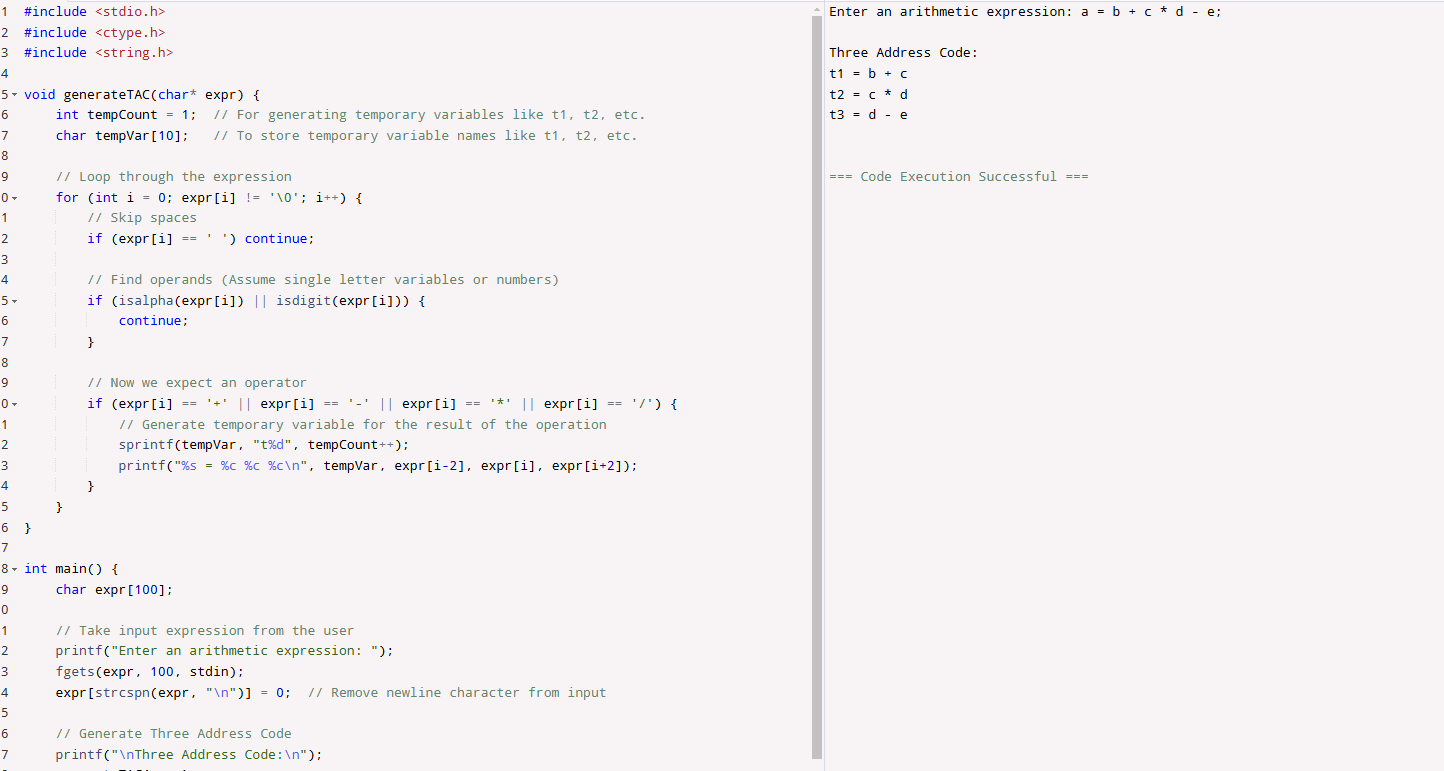 1 #include <stdio.h>
2 #include <ctype.h>
3 #include <string.h>
4
5 void generateTAC(char* expr) {
6     int tempCount = 1;  // For generating temporary variables like t1, t2, etc.
7     char tempVar[10];   // To store temporary variable names like t1, t2, etc.
8
9     // Loop through the expression
0     for (int i = 0; expr[i] != '\0'; i++) {
1         // Skip spaces
2         if (expr[i] == ' ') continue;
3
4         // Find operands (Assume single letter variables or numbers)
5         if (isalpha(expr[i]) || isdigit(expr[i])) {
6             continue;
7         }
8
9         // Now we expect an operator
0         if (expr[i] == '+' || expr[i] == '-' || expr[i] == '*' || expr[i] == '/') {
1             // Generate temporary variable for the result of the operation
2             sprintf(tempVar, "t%d", tempCount++);
3             printf("%s = %c %c %c\n", tempVar, expr[i-2], expr[i], expr[i+2]);
4         }
5     }
6 }
7
8 int main() {
9     char expr[100];
0
1     // Take input expression from the user
2     printf("Enter an arithmetic expression: ");
3     fgets(expr, 100, stdin);
4     expr[strcspn(expr, "\n")] = 0;  // Remove newline character from input
5
6     // Generate Three Address Code
7     printf("\nThree Address Code:\n");
Enter an arithmetic expression: a = b + c * d - e;

Three Address Code:
t1 = b + c
t2 = c * d
t3 = d - e

=== Code Execution Successful ===